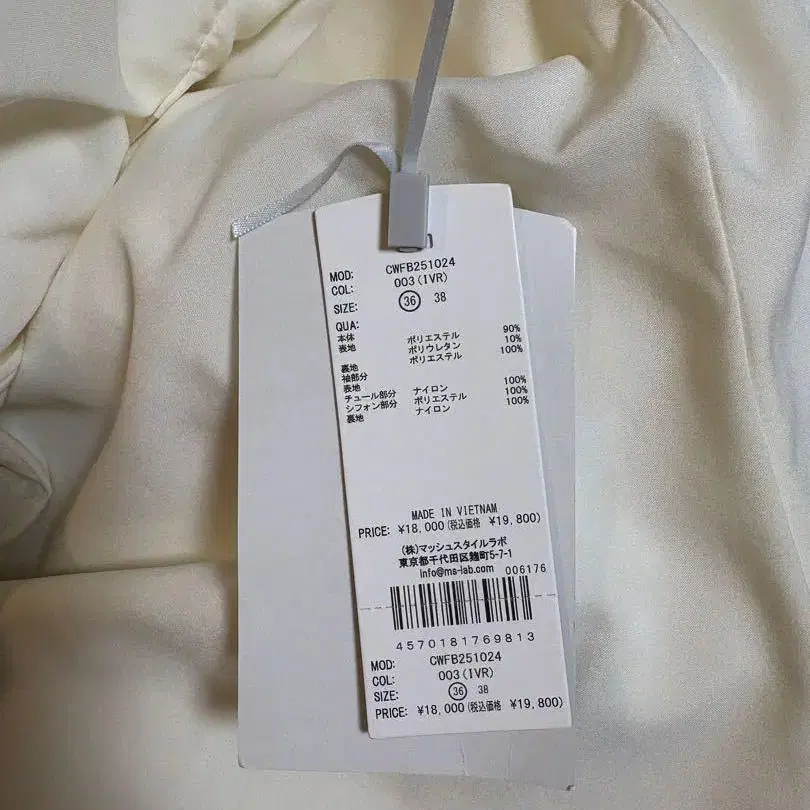 MOD: CWFB251024
COL: 003(IVR)
SIZE: 36 38
QUA:
本体
表地 ポリエステル 90%
ポリウレタン 10%
裏地 ポリエステル 100%
袖部分
表地
チュール部分 ナイロン 100%
シフォン部分 ポリエステル 100%
裏地 ナイロン 100%
MADE IN VIETNAM
PRICE: ¥18,000(税込価格 ¥19,800)
(株)マッシュスタイルラボ
東京都千代田区麹町5-7-1
info@ms-lab.com 006176
4570181769813
MOD: CWFB251024
COL: 003(IVR)
SIZE: 36 38
PRICE: ¥18,000(税込価格 ¥19,800)